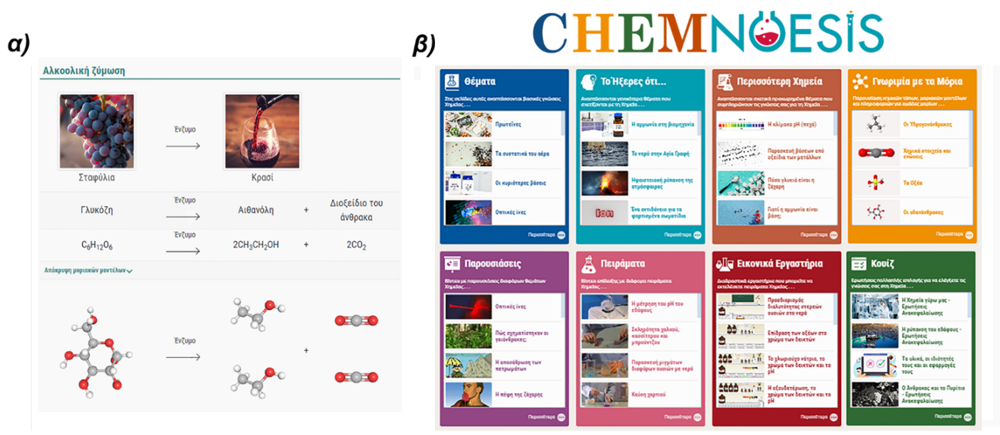 α)
Αλκοολική ζύμωση
Ένζυμο
Σταφύλια
Κρασί
Γλυκόζη
Ένζυμο
Αιθανόλη
+
Διοξείδιο του
άνθρακα
C₆H₁₂O₆
Ένζυμο
2CH₃CH₂OH
+
2CO₂
Απόκρυψη μοριακών μοντέλων
Ένζυμο
+
β)
CHEMNOESIS
Θέματα
Στις σελίδες αυτές αναπτύσσονται βασικές γνώσεις
Χημείας . . .
Πρωτεΐνες
Τα συστατικά του αέρα
Οι κυριότερες βάσεις
Οπτικές ίνες
Περισσότερα
Το Ήξερες ότι...
Αναπτύσσονται γενικότερα θέματα που
σχετίζονται με τη Χημεία . . .
Η αμμωνία στη βιομηχανία
Το νερό στην Αγία Γραφή
Ηφαιστειακή ρύπανση της
ατμόσφαιρας
Ion
Ένα αντιδάνειο για τα
φορτισμένα σωματίδια
Περισσότερα
Περισσότερη Χημεία
Αναπτύσσονται σχετικά προχωρημένα θέματα που
συμπληρώνουν τις γνώσεις σας για τη Χημεία . . .
Η κλίμακα pH (πεχά)
Παρασκευή βάσεων από
οξείδια των μετάλλων
Πόσο γλυκιά είναι η
ζάχαρη
Γιατί η αμμωνία είναι
βάση;
Περισσότερα
Γνωριμία με τα Μόρια
Παρουσίαση χημικών τύπων, μοριακών μοντέλων
και πληροφοριών για ομάδες μορίων . . .
Οι Υδρογονάνθρακες
Χημικά στοιχεία και
ενώσεις
Τα Οξέα
Οι υδατάνθρακες
Περισσότερα
Παρουσιάσεις
Βίντεο με παρουσιάσεις διαφόρων θεμάτων
Χημείας . . .
Οπτικές ίνες
Πώς σχηματίστηκαν οι
γαιάνθρακες;
Η αποσάθρωση των
πετρωμάτων
Η πέψη της ζάχαρης
Περισσότερα
Πειράματα
Βίντεο επίδειξης με διάφορα πειράματα
Χημείας . . .
Η μέτρηση του pH του
εδάφους
Σκληρότητα χαλκού,
κασσίτερου και
μπρούντζου
Παρασκευή μιγμάτων
διαφόρων ουσιών με νερό
Καύση χαρτιού
Περισσότερα
Εικονικά Εργαστήρια
Διαδραστικά εργαστήρια που μπορείτε να
εκτελέσετε πειράματα Χημείας . . .
Προσδιορισμός
διαλυτότητας στερεών
ουσιών στο νερό
Επίδραση των οξέων στο
χρώμα των δεικτών
Το χλωριούχο νάτριο, το
χρώμα των δεικτών και το
pH
Η εξουδετέρωση, το
χρώμα των δεικτών και το
pH
Περισσότερα
Κουίζ
Ερωτήσεις πολλαπλής επιλογής για να ελέγξετε τις
γνώσεις σας στη Χημεία . . .
Η Χημεία γύρω μας -
Ερωτήσεις
Ανακεφαλαίωσης
Η ρύπανση του εδάφους -
Ερωτήσεις
Ανακεφαλαίωσης
Τα υλικά, οι ιδιότητές
τους και οι εφαρμογές
τους
Ο Άνθρακας και το Πυρίτιο
- Ερωτήσεις
Ανακεφαλαίωσης
Περισσότερα